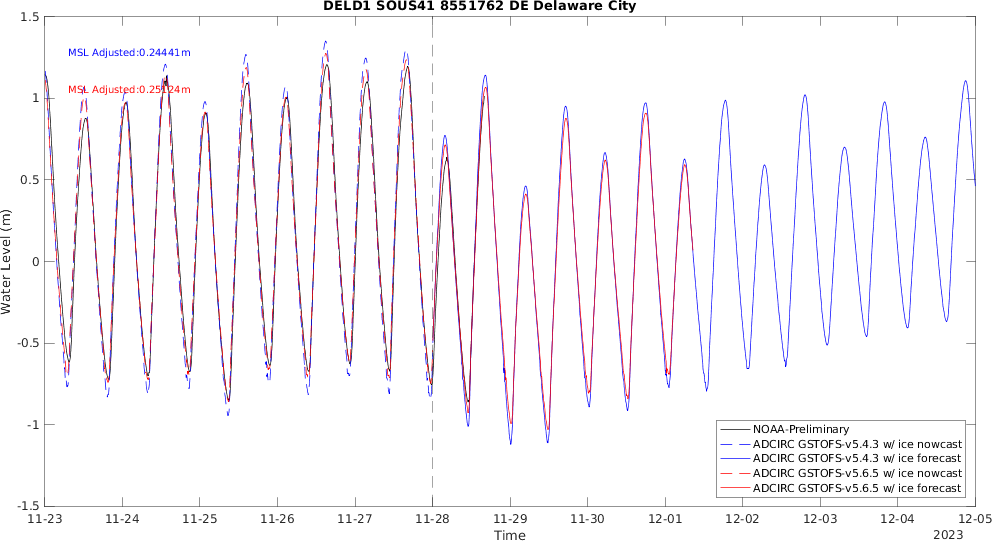 DELD1 SOUS41 8551762 DE Delaware City
1.5
MSL Adjusted:0.24441m
MSL Adjusted:0.25124m
1
0.5
0
-0.5
-1
-1.5
Water Level (m)
NOAA-Preliminary
ADCIRC GSTOFS-v5.4.3 w/ ice nowcast
ADCIRC GSTOFS-v5.4.3 w/ ice forecast
ADCIRC GSTOFS-v5.6.5 w/ ice nowcast
ADCIRC GSTOFS-v5.6.5 w/ ice forecast
11-23 11-24 11-25 11-26 11-27 11-28 11-29 11-30 12-01 12-02 12-03 12-04 12-05
Time
2023